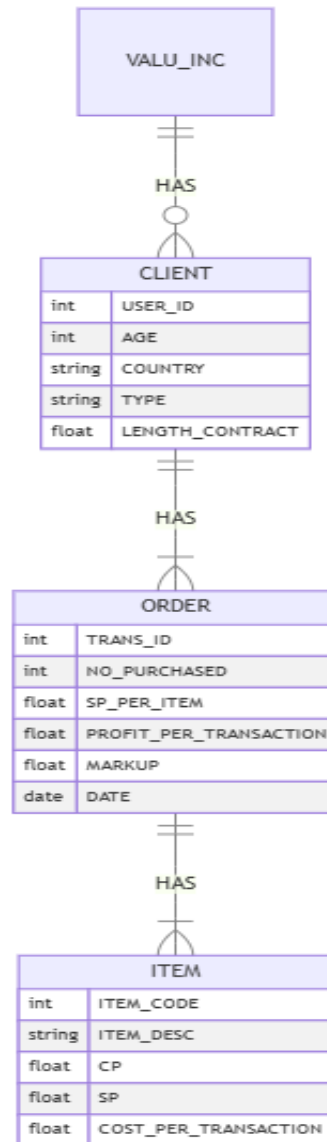 VALU_INC
HAS
CLIENT
int USER_ID
int AGE
string COUNTRY
string TYPE
float LENGTH_CONTRACT
HAS
ORDER
int TRANS_ID
int NO_PURCHASED
float SP_PER_ITEM
float PROFIT_PER_TRANSACTION
float MARKUP
date DATE
HAS
ITEM
int ITEM_CODE
string ITEM_DESC
float CP
float SP
float COST_PER_TRANSACTION